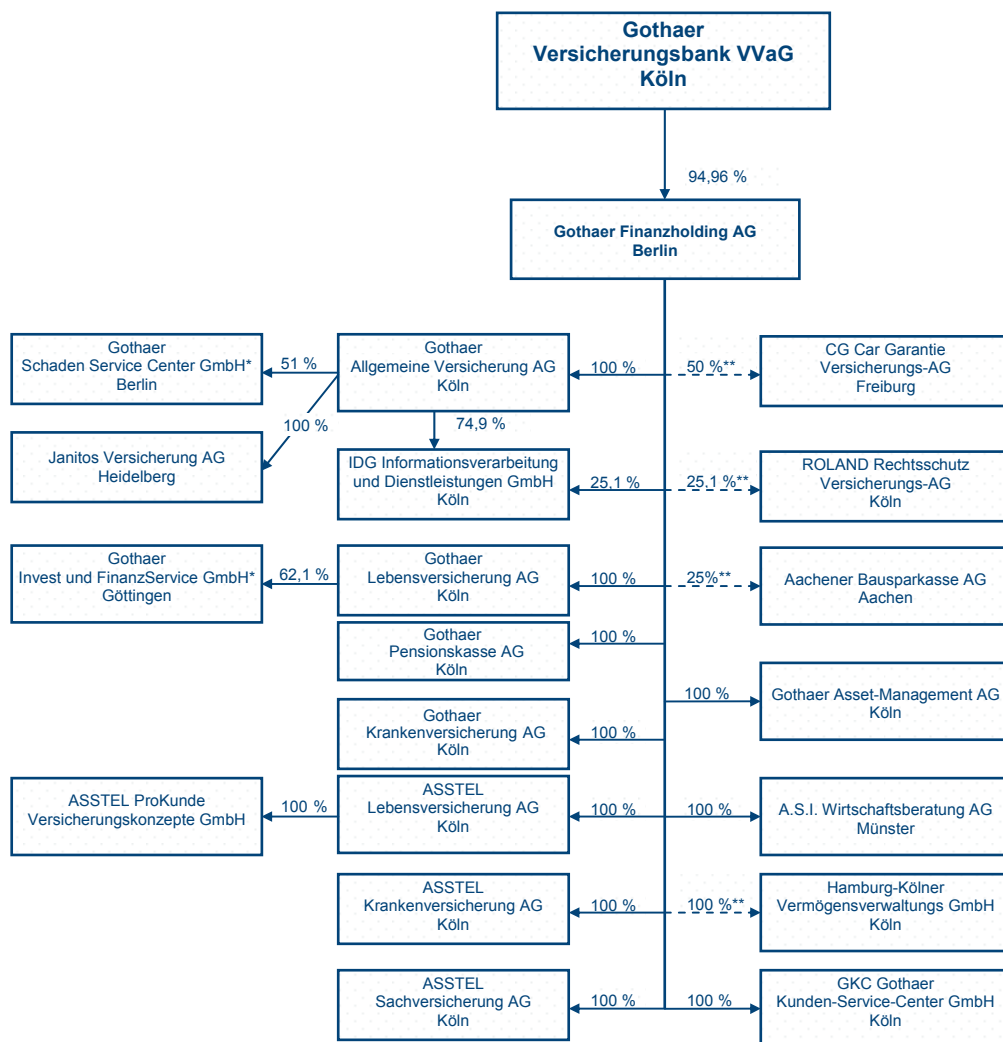 Gothaer
Versicherungsbank VVaG
Köln
94,96 %
Gothaer Finanzholding AG
Berlin
Gothaer
Schaden Service Center GmbH*
Berlin
51 %
Gothaer
Allgemeine Versicherung AG
Köln
100 %
50 %**
CG Car Garantie
Versicherungs-AG
Freiburg
100 %
74,9 %
Janitos Versicherung AG
Heidelberg
IDG Informationsverarbeitung
und Dienstleistungen GmbH
Köln
25,1 %
25,1 %**
ROLAND Rechtsschutz
Versicherungs-AG
Köln
Gothaer
Invest und FinanzService GmbH*
Göttingen
62,1 %
Gothaer
Lebensversicherung AG
Köln
100 %
25%**
Aachener Bausparkasse AG
Aachen
Gothaer
Pensionskasse AG
Köln
100 %
100 %
Gothaer Asset-Management AG
Köln
Gothaer
Krankenversicherung AG
Köln
100 %
ASSTEL ProKunde
Versicherungskonzepte GmbH
100 %
ASSTEL
Lebensversicherung AG
Köln
100 %
100 %
A.S.I. Wirtschaftsberatung AG
Münster
ASSTEL
Krankenversicherung AG
Köln
100 %
100 %**
Hamburg-Kölner
Vermögensverwaltungs GmbH
Köln
ASSTEL
Sachversicherung AG
Köln
100 %
100 %
GKC Gothaer
Kunden-Service-Center GmbH
Köln